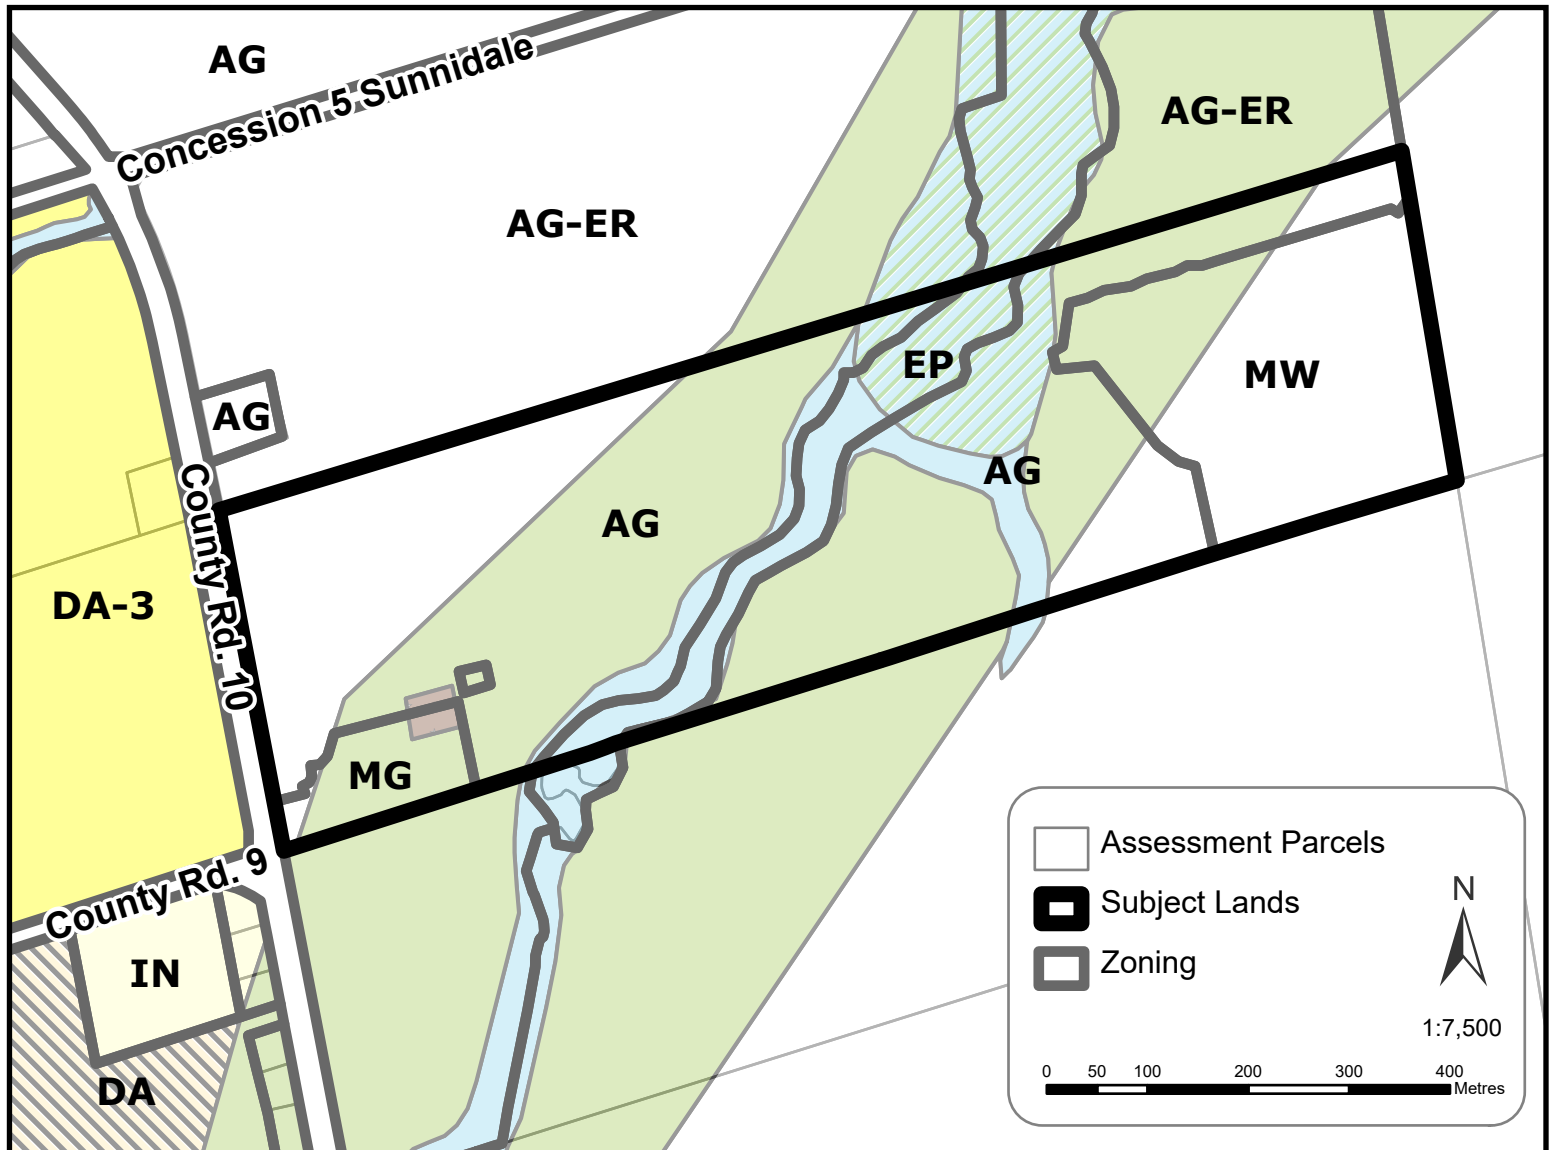 AG
Concession 5 Sunnidale
AG-ER
AG-ER
EP
MW
AG
AG
AG
County Rd. 10
DA-3
MG
County Rd. 9
IN
DA
Assessment Parcels
Subject Lands
Zoning
N
1:7,500
0 50 100 200 300 400
Metres